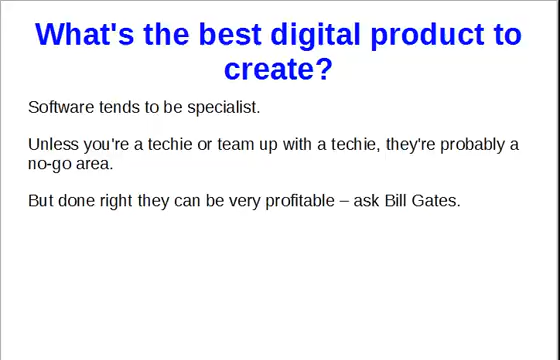 What's the best digital product to
create?
Software tends to be specialist.
Unless you're a techie or team up with a techie, they're probably a
no-go area.
But done right they can be very profitable – ask Bill Gates.